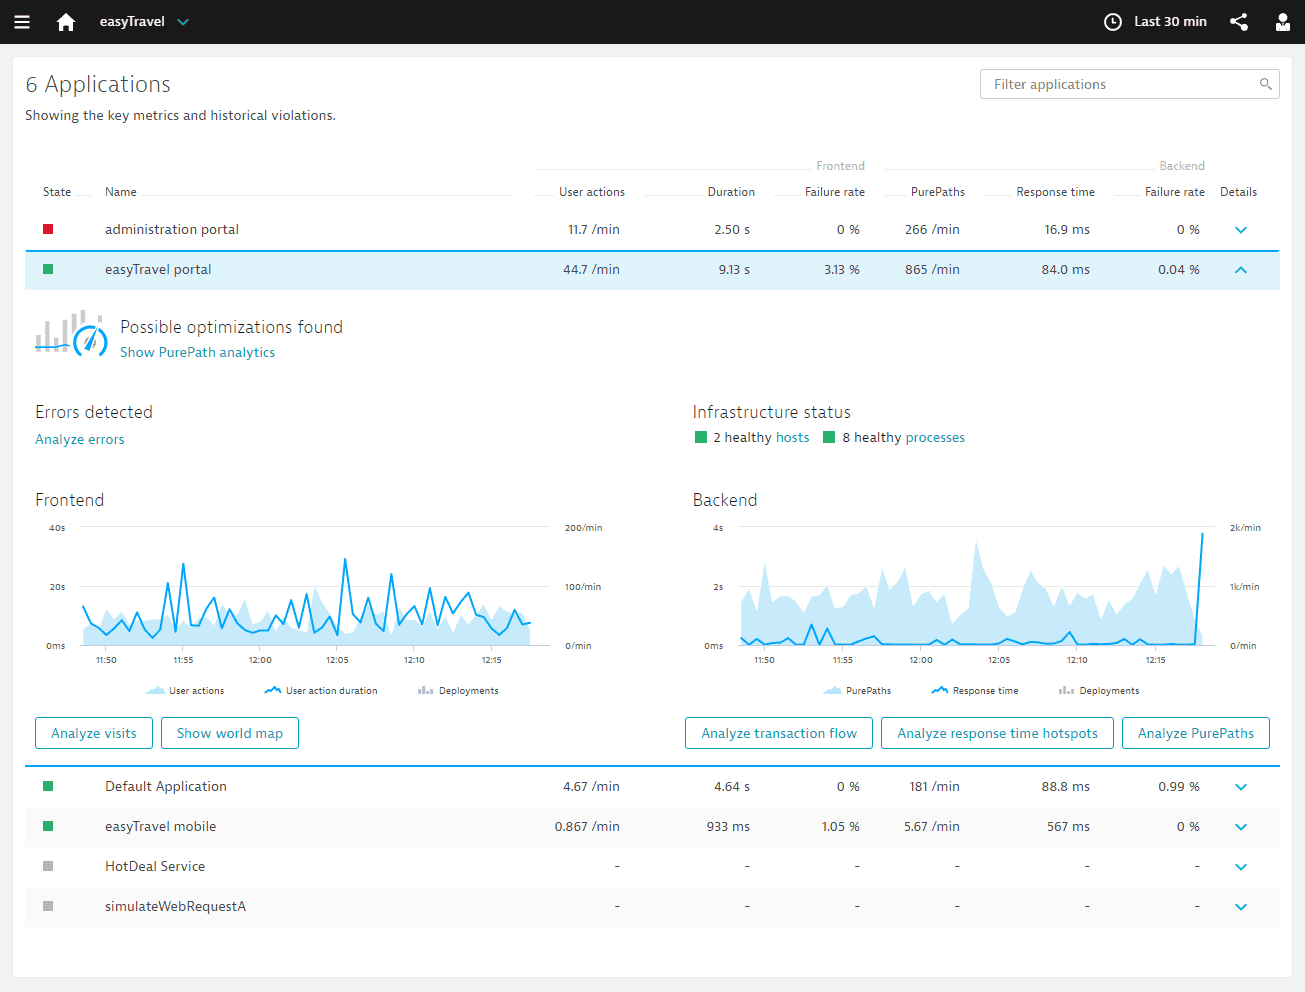 easyTravel
Last 30 min
6 Applications
Filter applications
Showing the key metrics and historical violations.
Frontend Backend
State Name User actions Duration Failure rate PurePaths Response time Failure rate Details
administration portal 11.7 /min 2.50 s 0 % 266 /min 16.9 ms 0 %
easyTravel portal 44.7 /min 9.13 s 3.13 % 865 /min 84.0 ms 0.04 %
Possible optimizations found
Show PurePath analytics
Errors detected
Analyze errors
Infrastructure status
2 healthy hosts 8 healthy processes
Frontend
40s 200/min
20s 100/min
0ms 0/min
11:50 11:55 12:00 12:05 12:10 12:15
User actions User action duration Deployments
Analyze visits Show world map
Backend
4s 2k/min
2s 1k/min
0ms 0/min
11:50 11:55 12:00 12:05 12:10 12:15
PurePaths Response time Deployments
Analyze transaction flow Analyze response time hotspots Analyze PurePaths
Default Application 4.67 /min 4.64 s 0 % 181 /min 88.8 ms 0.99 %
easyTravel mobile 0.867 /min 933 ms 1.05 % 5.67 /min 567 ms 0 %
HotDeal Service - - - - - -
simulateWebRequestA - - - - - -